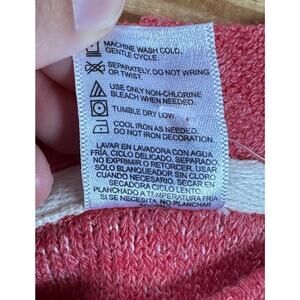 MACHINE WASH COLD,
GENTLE CYCLE
SEPARATELY. DO NOT WRING
OR TWIST.
USE ONLY NON-CHLORINE
BLEACH WHEN NEEDED.
TUMBLE DRY LOW.
COOL IRON AS NEEDED.
DO NOT IRON DECORATION.
LAVAR EN LAVADORA CON AGUA
FRÍA, CICLO DELICADO. SEPARADO
NO EXPRIMIR O RETORCER. USAR
SÓLO BLANQUEADOR SIN CLORO
CUANDO NECESARIO. SECAR EN
SECADORA CICLO LENTO.
PLANCHADO A TEMPERATURA FRIA
SI SE NECESITA. NO PLANCHAR